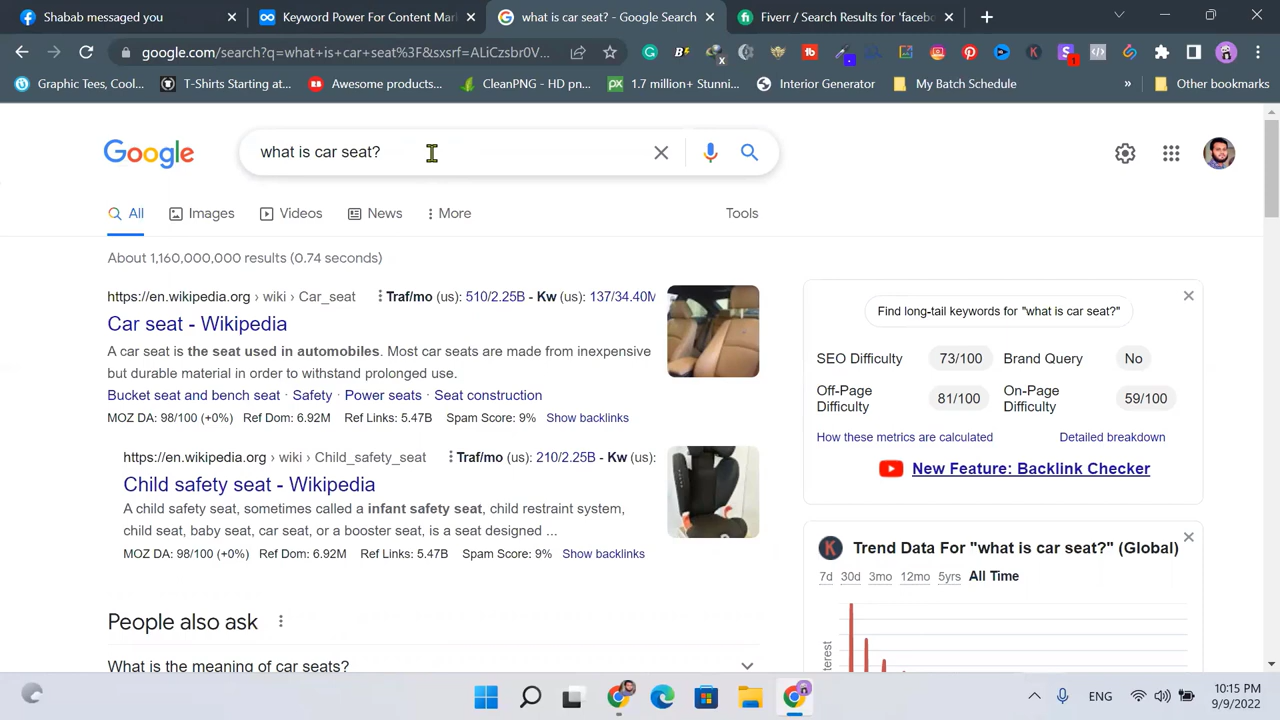 Shabab messaged you
Keyword Power For Content Mar
what is car seat? - Google Search
Fiverr / Search Results for 'facebo
google.com/search?q=what+is+car+seat%3F&sxsrf=ALiCzsbr0V...
Graphic Tees, Cool...
T-Shirts Starting at...
Awesome products...
CleanPNG - HD pn...
1.7 million+ Stunni...
Interior Generator
My Batch Search
»
Other bookmarks
Google
what is car seat?
All
Images
Videos
News
More
Tools
About 1,160,000,000 results (0.74 seconds)
https://en.wikipedia.org › wiki › Car_seat
Traf/mo (us): 510/2.25B - Kw (us): 137/34.40M
Car seat - Wikipedia
A car seat is the seat used in automobiles. Most car seats are made from inexpensive
but durable material in order to withstand prolonged use.
Bucket seat and bench seat · Safety · Power seats · Seat construction
MOZ DA: 98/100 (+0%) Ref Dom: 6.92M Ref Links: 5.47B Spam Score: 9% Show backlinks
https://en.wikipedia.org › wiki › Child_safety_seat
Traf/mo (us): 210/2.25B - Kw (us):
Child safety seat - Wikipedia
A child safety seat, sometimes called a infant safety seat, child restraint system,
child seat, baby seat, car seat, or a booster seat, is a seat designed ...
MOZ DA: 98/100 (+0%) Ref Dom: 6.92M Ref Links: 5.47B Spam Score: 9% Show backlinks
People also ask
What is the meaning of car seats?
Find long-tail keywords for "what is car seat?"
SEO Difficulty 73/100 Brand Query No
Off-Page Difficulty 81/100 On-Page Difficulty 59/100
How these metrics are calculated
Detailed breakdown
New Feature: Backlink Checker
Trend Data For "what is car seat?" (Global)
7d 30d 3mo 12mo 5yrs All Time
ENG
10:15 PM
9/9/2022